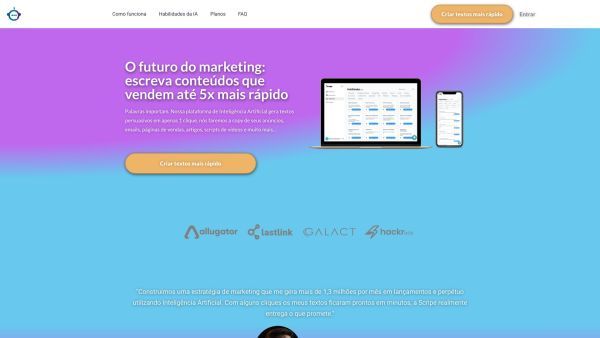 Como funciona
Habilidades da IA
Planos
FAQ
Criar textos mais rápido
Entrar
O futuro do marketing:
escreva conteúdos que
vendem até 5x mais rápido
Palavras importam. Nossa plataforma de Inteligência Artificial gera textos
persuasivos em apenas 1 clique, nós faremos a copy de seus anúncios,
emails, páginas de vendas, artigos, scripts de vídeos e muito mais...
Criar textos mais rápido
allugator
lastlink
GALACT
hackr
"Construímos uma estratégia de marketing que me gera mais de 1,3 milhões por mês em lançamentos e perpétuo
utilizando Inteligência Artificial. Com alguns cliques os meus textos ficaram prontos em minutos, a Scripe realmente
entrega o que promete."